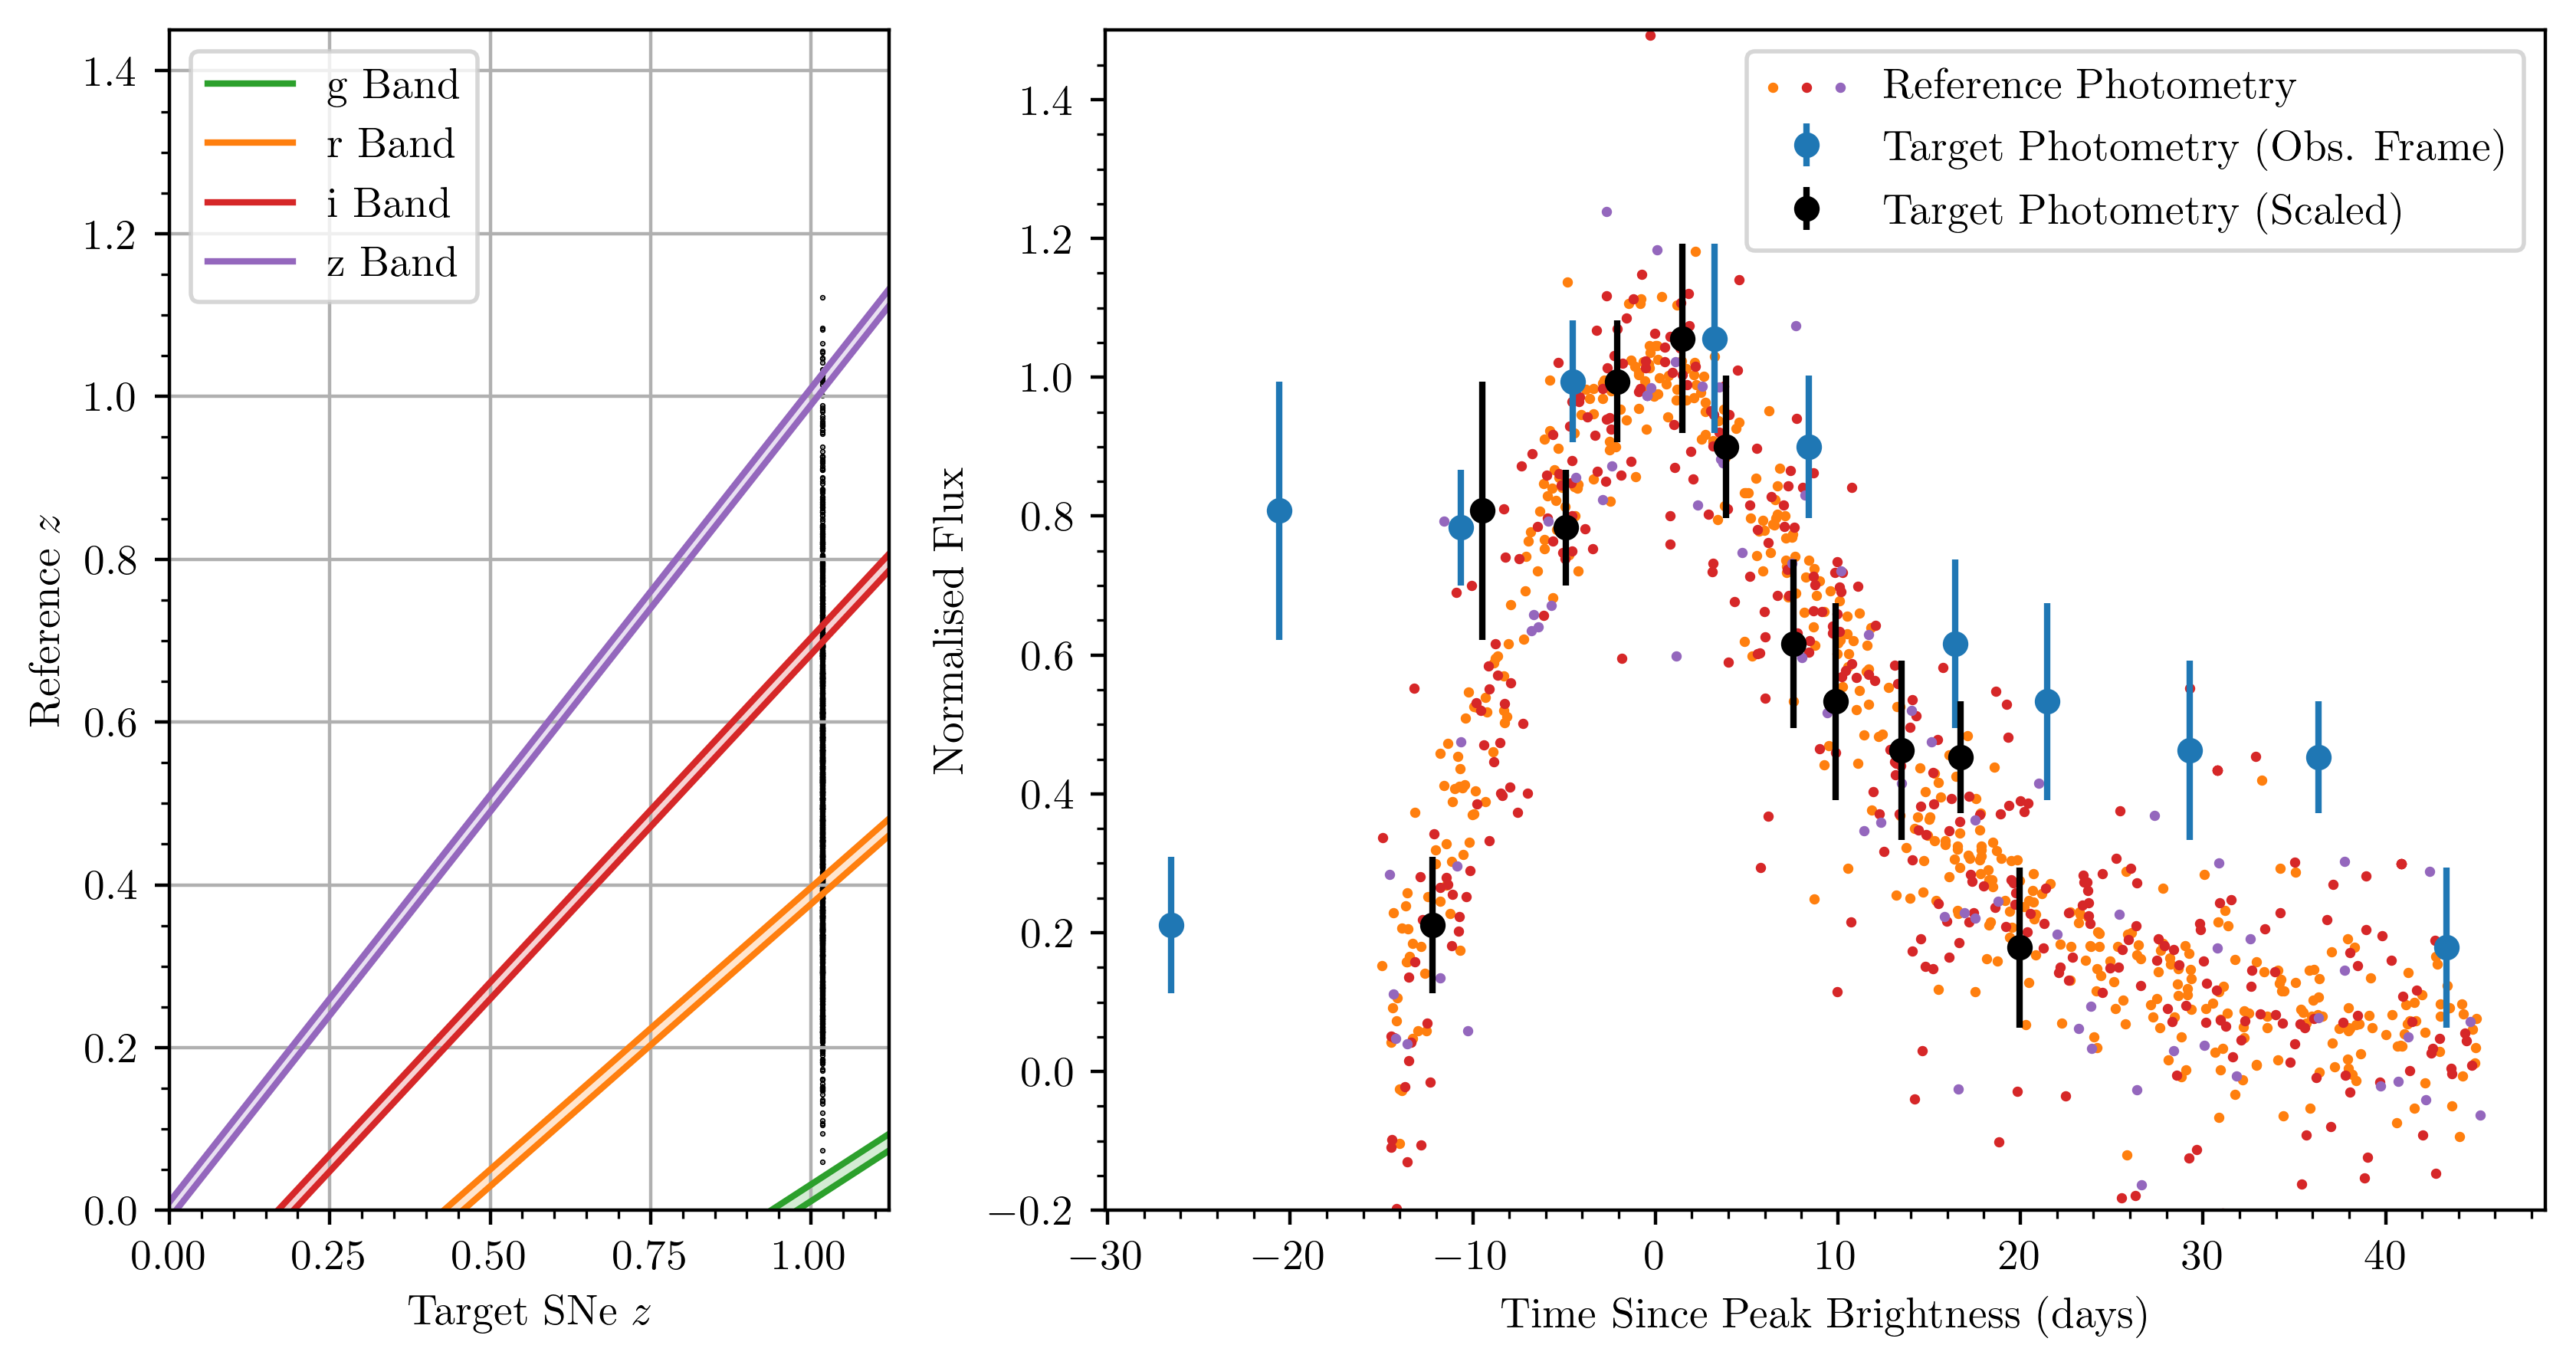 g Band
r Band
i Band
z Band
1.4
1.2
1.0
0.8
0.6
0.4
0.2
0.0
Reference z
0.00 0.25 0.50 0.75 1.00
Target SNe z
Reference Photometry
Target Photometry (Obs. Frame)
Target Photometry (Scaled)
1.4
1.2
1.0
0.8
0.6
0.4
0.2
0.0
−0.2
Normalised Flux
−30 −20 −10 0 10 20 30 40
Time Since Peak Brightness (days)